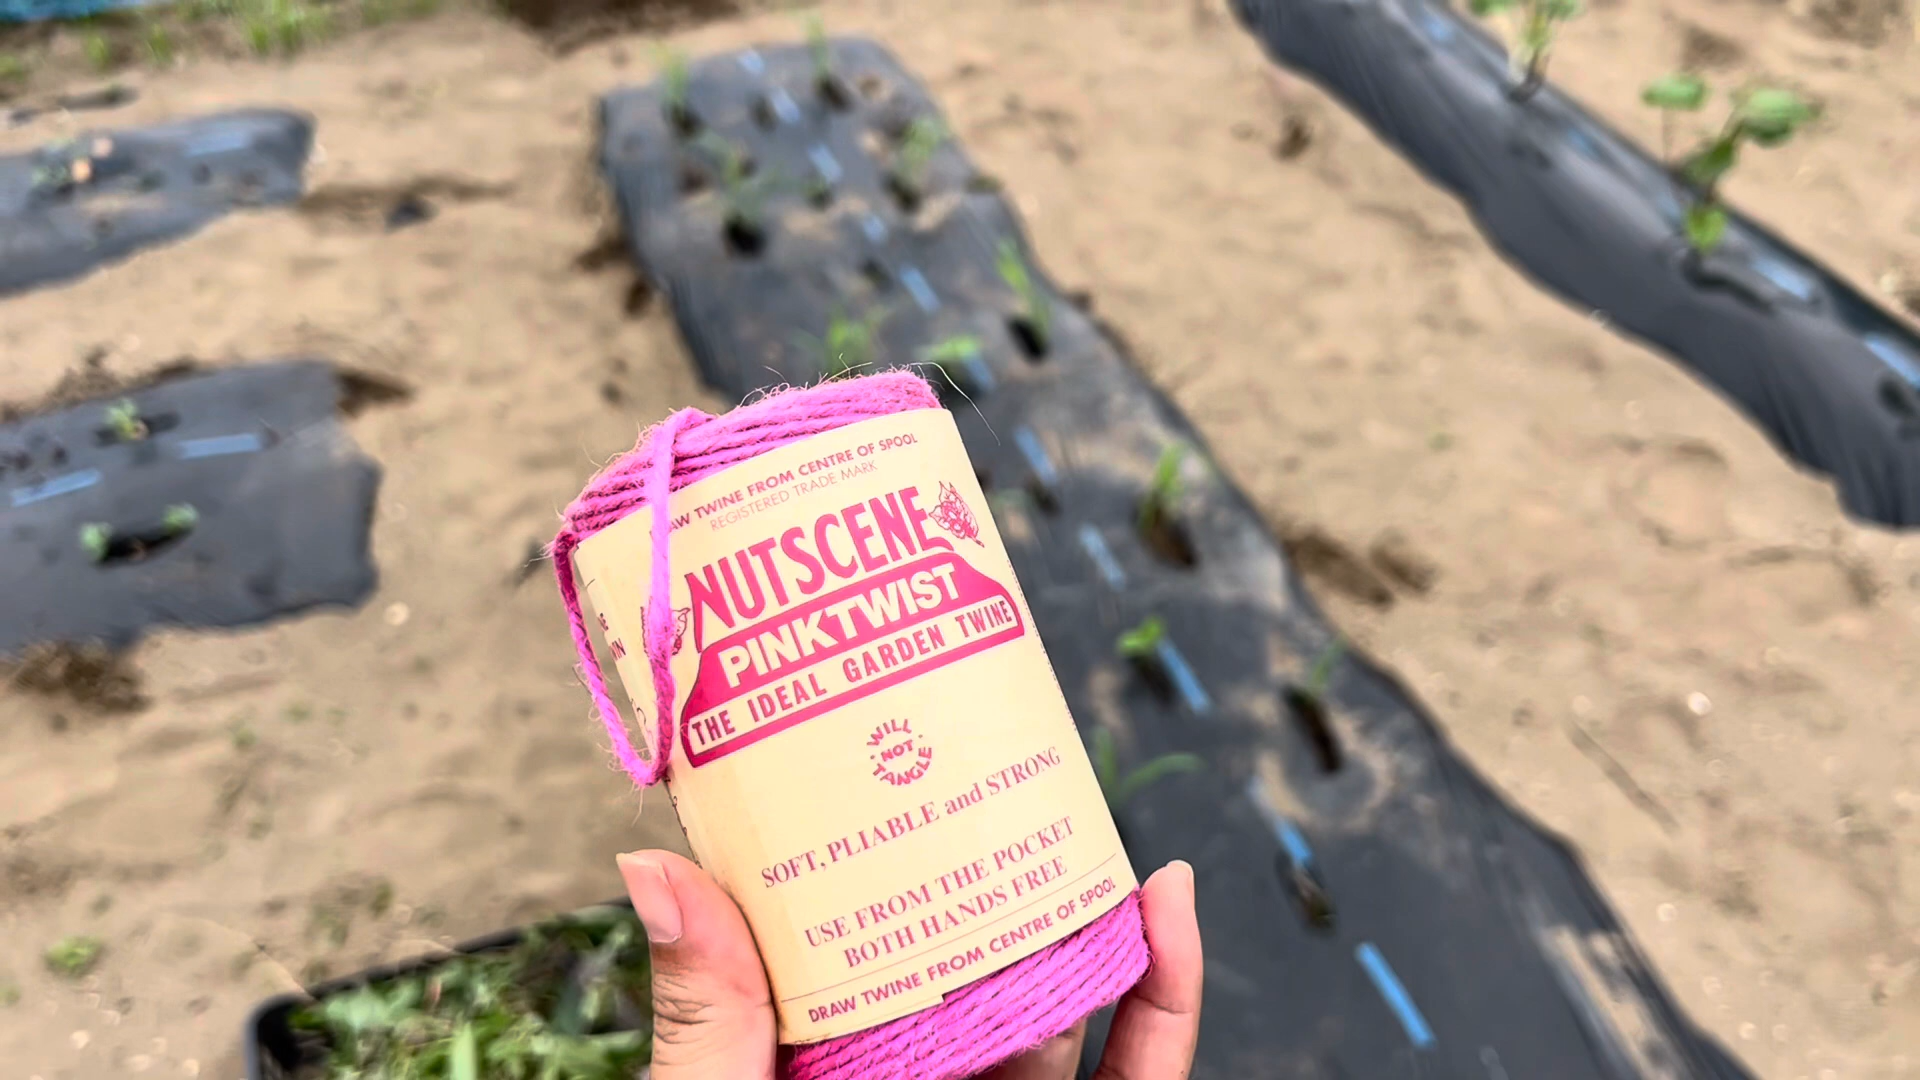 AW TWINE FROM CENTRE OF SPOOL
REGISTERED TRADE MARK
NUTSCENE
PINKTWIST
THE IDEAL GARDEN TWINE
WILL
NOT
TANGLE
SOFT, PLIABLE and STRONG
USE FROM THE POCKET
BOTH HANDS FREE
DRAW TWINE FROM CENTRE OF SPOOL